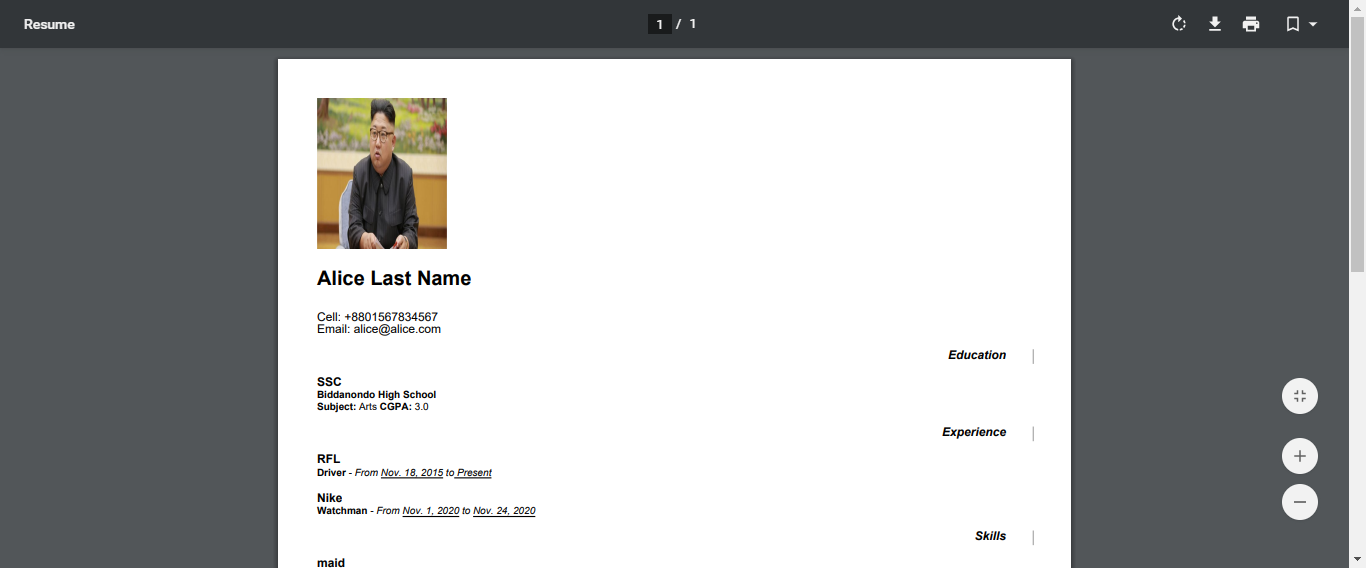 Resume
1 / 1
Alice Last Name
Cell: +8801567834567
Email: alice@alice.com
Education
SSC
Biddanondo High School
Subject: Arts CGPA: 3.0
Experience
RFL
Driver - From Nov. 18, 2015 to Present
Nike
Watchman - From Nov. 1, 2020 to Nov. 24, 2020
Skills
maid